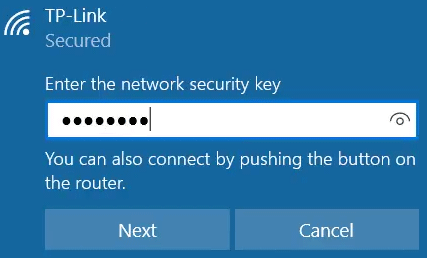 TP-Link
Secured
Enter the network security key
●●●●●●●●
You can also connect by pushing the button on
the router.
Next
Cancel